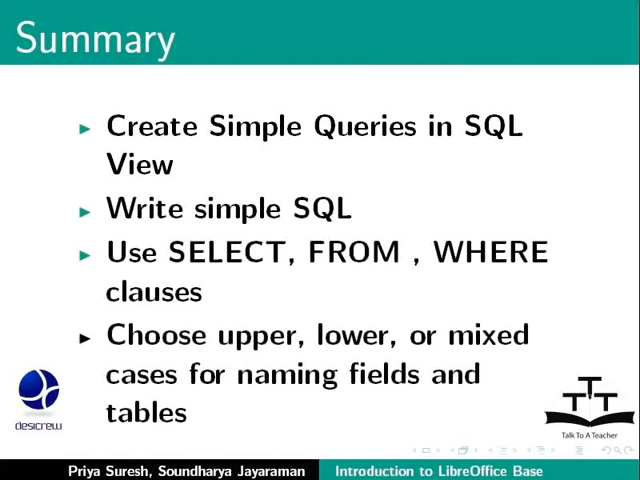 Summary
Create Simple Queries in SQL
View
Write simple SQL
Use SELECT, FROM , WHERE
clauses
Choose upper, lower, or mixed
cases for naming fields and
tables
desicrew
TTT
Talk To A Teacher
Priya Suresh, Soundharya Jayaraman
Introduction to LibreOffice Base